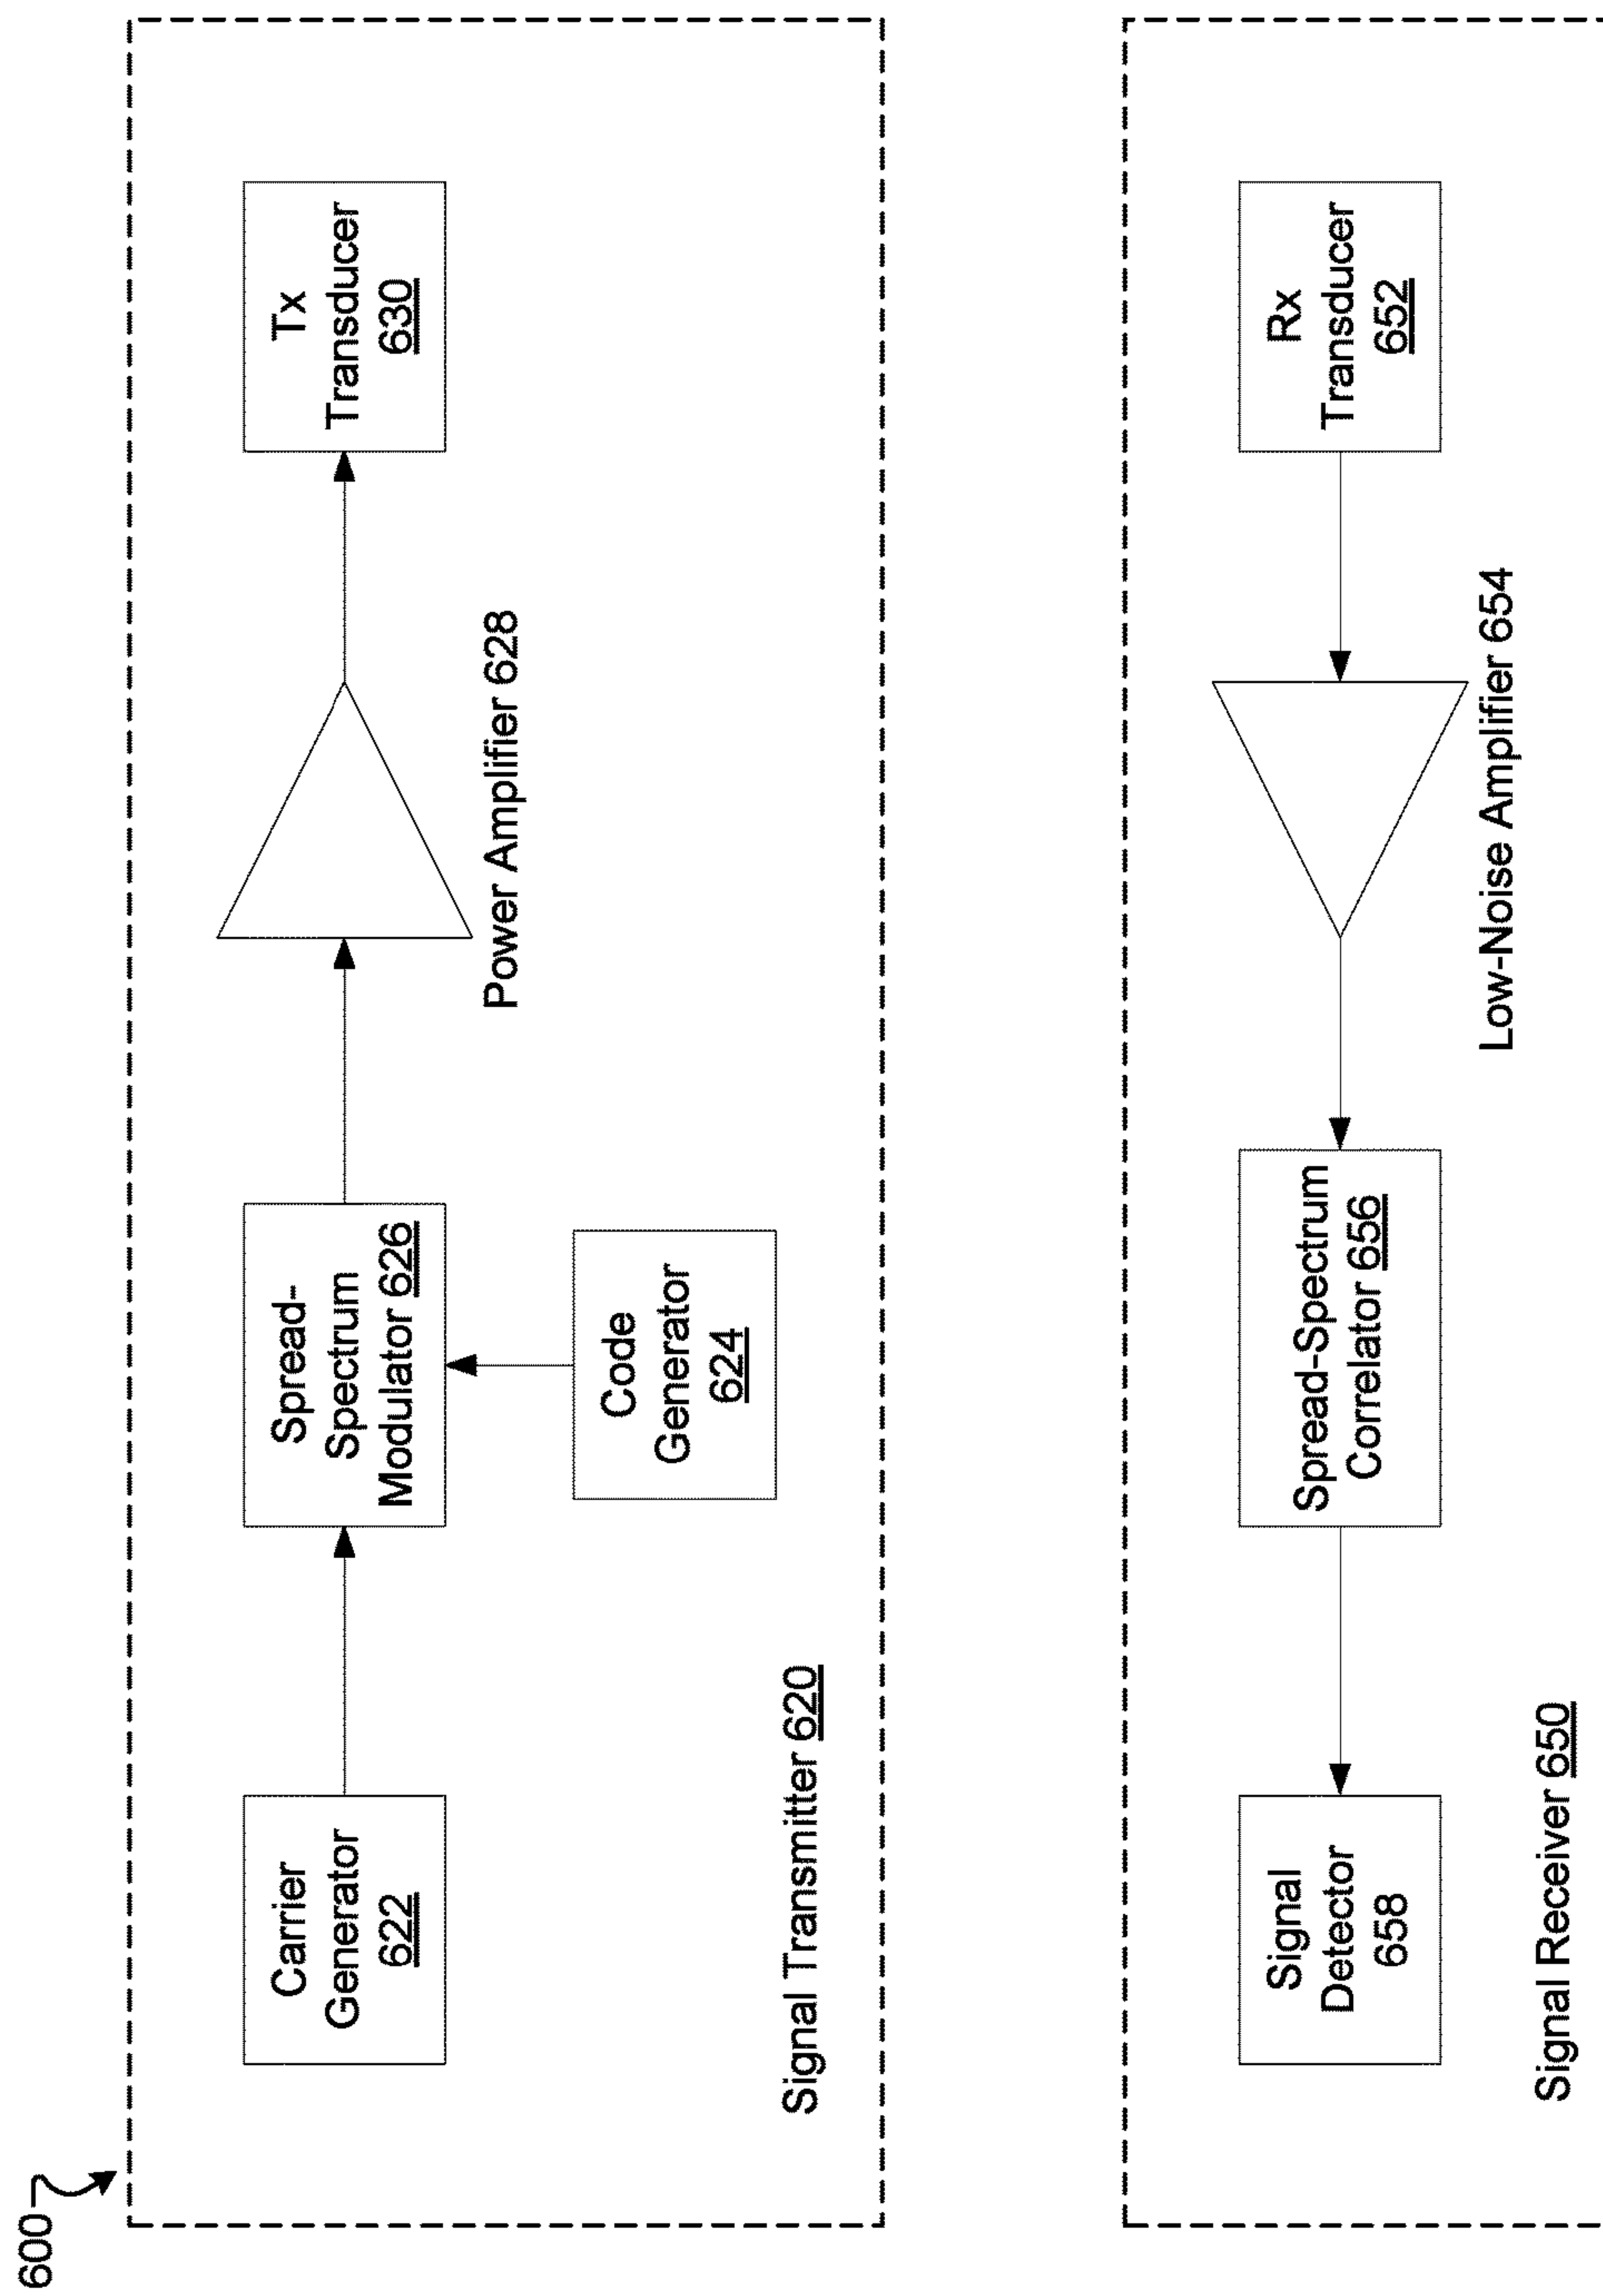 600
Carrier
Generator
622
Spread-
Spectrum
Modulator 626
Code
Generator
624
Power Amplifier 628
Tx
Transducer
630
Signal Transmitter 620
Signal
Detector
658
Spread-Spectrum
Correlator 656
Low-Noise Amplifier 654
Rx
Transducer
652
Signal Receiver 650